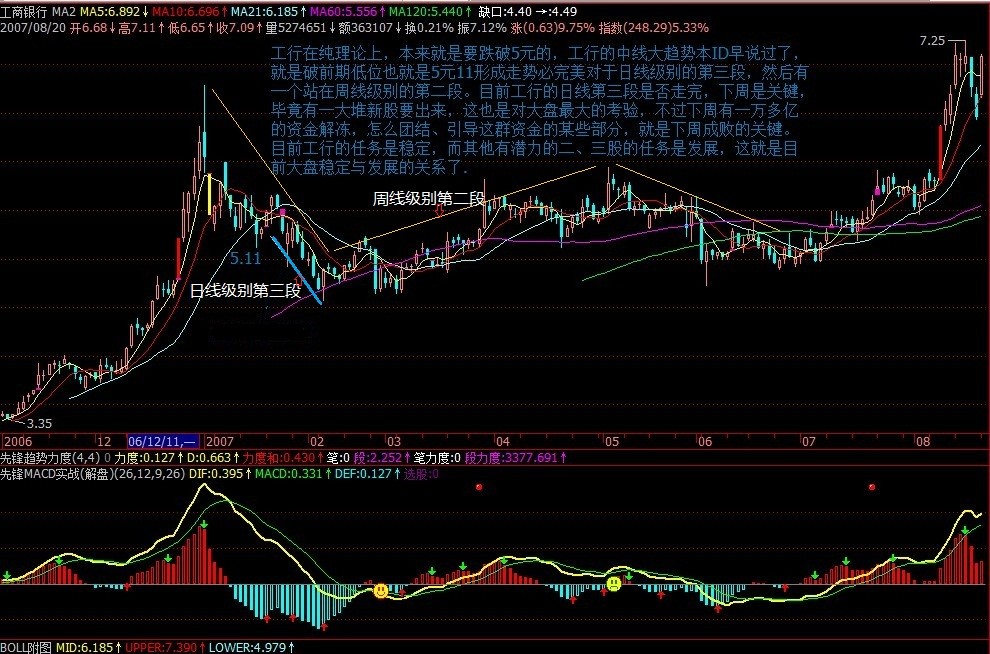 工商银行 MA2 MA5:6.892↓ MA10:6.696↑ MA21:6.185↑ MA60:5.556↑ MA120:5.440↑ 缺口:4.40 →:4.49
2007/08/20 开6.68↓高7.11↑低6.65↑收7.09↑量5274651↓额363107↓换0.21% 振7.12% 涨(0.63)9.75% 指数(248.29)5.33%
7.25
工行在纯理论上，本来就是要跌破5元的，工行的中线大趋势本ID早说过了，
就是破前期低位也就是5元11形成走势必完美对于日线级别的第三段，然后有
一个站在周线级别的第二段。目前工行的日线第三段是否走完，下周是关键，
毕竟有一大堆新股要出来，这也是对大盘最大的考验，不过下周有一万多亿
的资金解冻，怎么团结、引导这群资金的某些部分，就是下周成败的关键。
目前工行的任务是稳定，而其他有潜力的二、三股的任务是发展，这就是目
前大盘稳定与发展的关系了.
周线级别第二段
5.11
日线级别第三段
3.35
2006 12 06/12/11,一 2007 02 03 04 05 06 07 08
先锋趋势力度(4,4) 0 力度:0.127↑ D:0.663↑ 力度和:0.430↑ 笔:0 段:2.252↑ 笔力度:0 段力度:3377.691↑
先锋MACD实战(解盘)(26,12,9,26) DIF:0.395↑ MACD:0.331↑ DEF:0.127↑ 选股:0
BOLL附图 MID:6.185↑ UPPER:7.390↑ LOWER:4.979↑